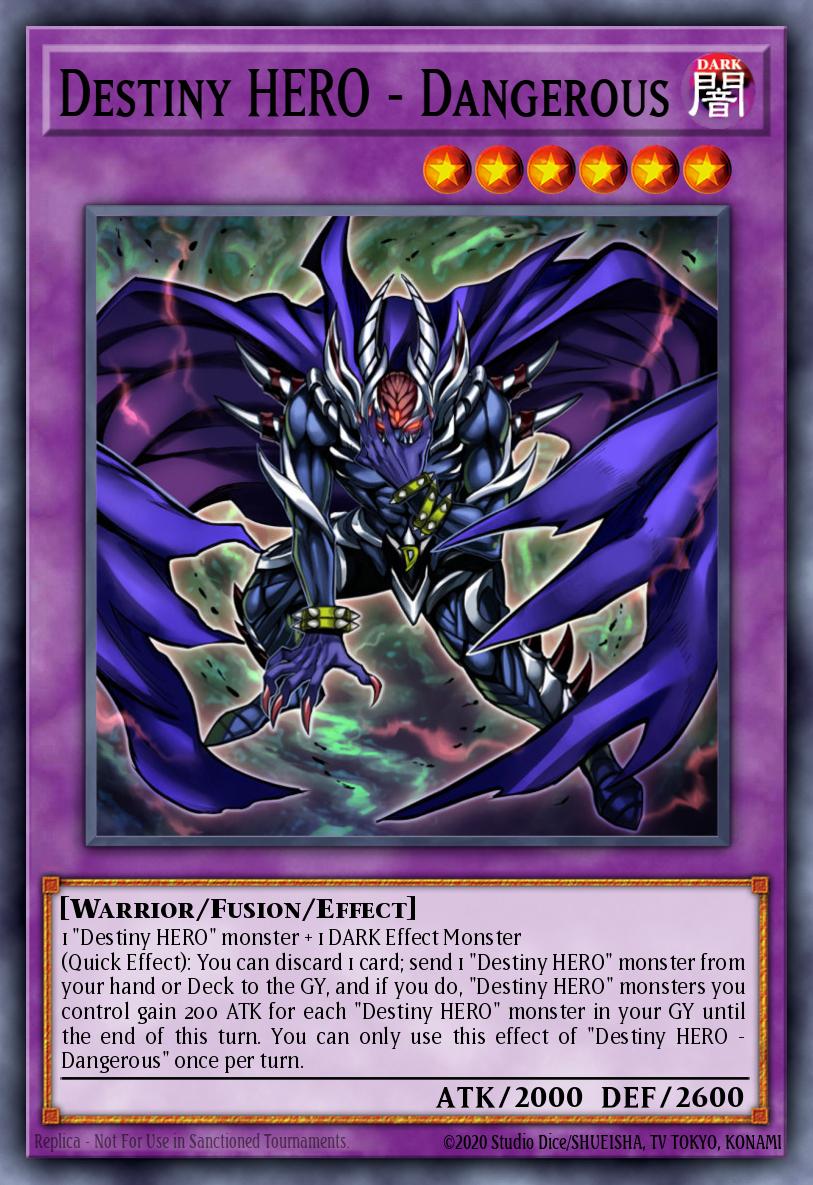 Destiny HERO - Dangerous
DARK
闇
D
[Warrior/Fusion/Effect]
1 "Destiny HERO" monster + 1 DARK Effect Monster
(Quick Effect): You can discard 1 card; send 1 "Destiny HERO" monster from
your hand or Deck to the GY, and if you do, "Destiny HERO" monsters you
control gain 200 ATK for each "Destiny HERO" monster in your GY until
the end of this turn. You can only use this effect of "Destiny HERO -
Dangerous" once per turn.
ATK/2000 DEF/2600
Replica - Not For Use in Sanctioned Tournaments.
©2020 Studio Dice/SHUEISHA, TV TOKYO, KONAMI